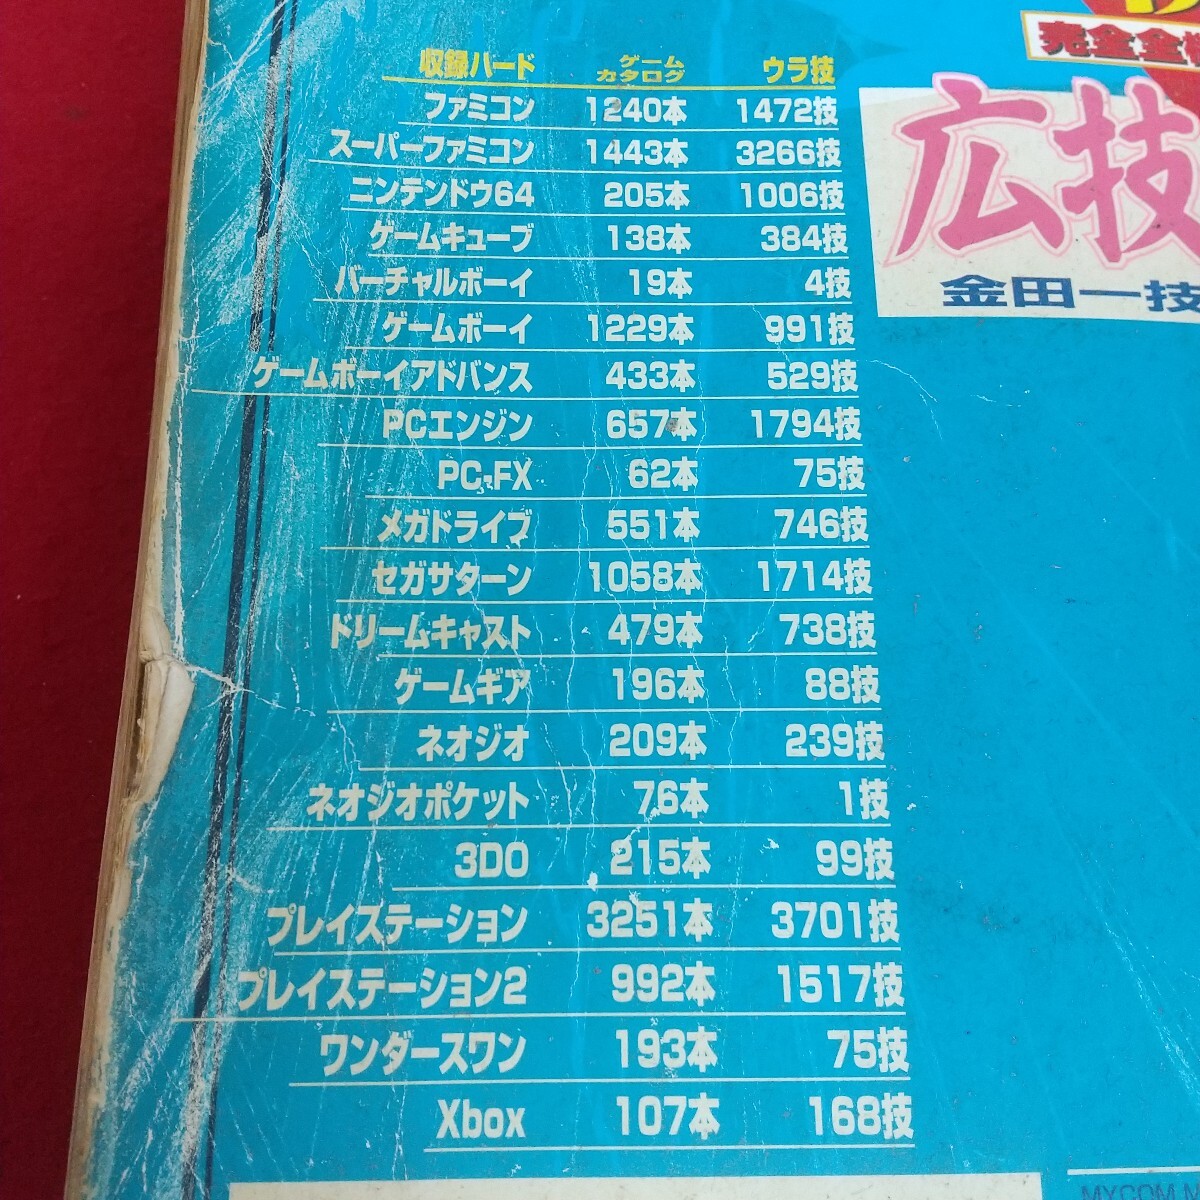 収録ハード ゲームカタログ ウラ技
ファミコン 1240本 1472技
スーパーファミコン 1443本 3266技
ニンテンドウ64 205本 1006技
ゲームキューブ 138本 384技
バーチャルボーイ 19本 4技
ゲームボーイ 1229本 991技
ゲームボーイアドバンス 433本 529技
PCエンジン 657本 1794技
PC-FX 62本 75技
メガドライブ 551本 746技
セガサターン 1058本 1714技
ドリームキャスト 479本 738技
ゲームギア 196本 88技
ネオジオ 209本 239技
ネオジオポケット 76本 1技
3DO 215本 99技
プレイステーション 3251本 3701技
プレイステーション2 992本 1517技
ワンダースワン 193本 75技
Xbox 107本 168技
完全全
広技
金田一技
MYCOM